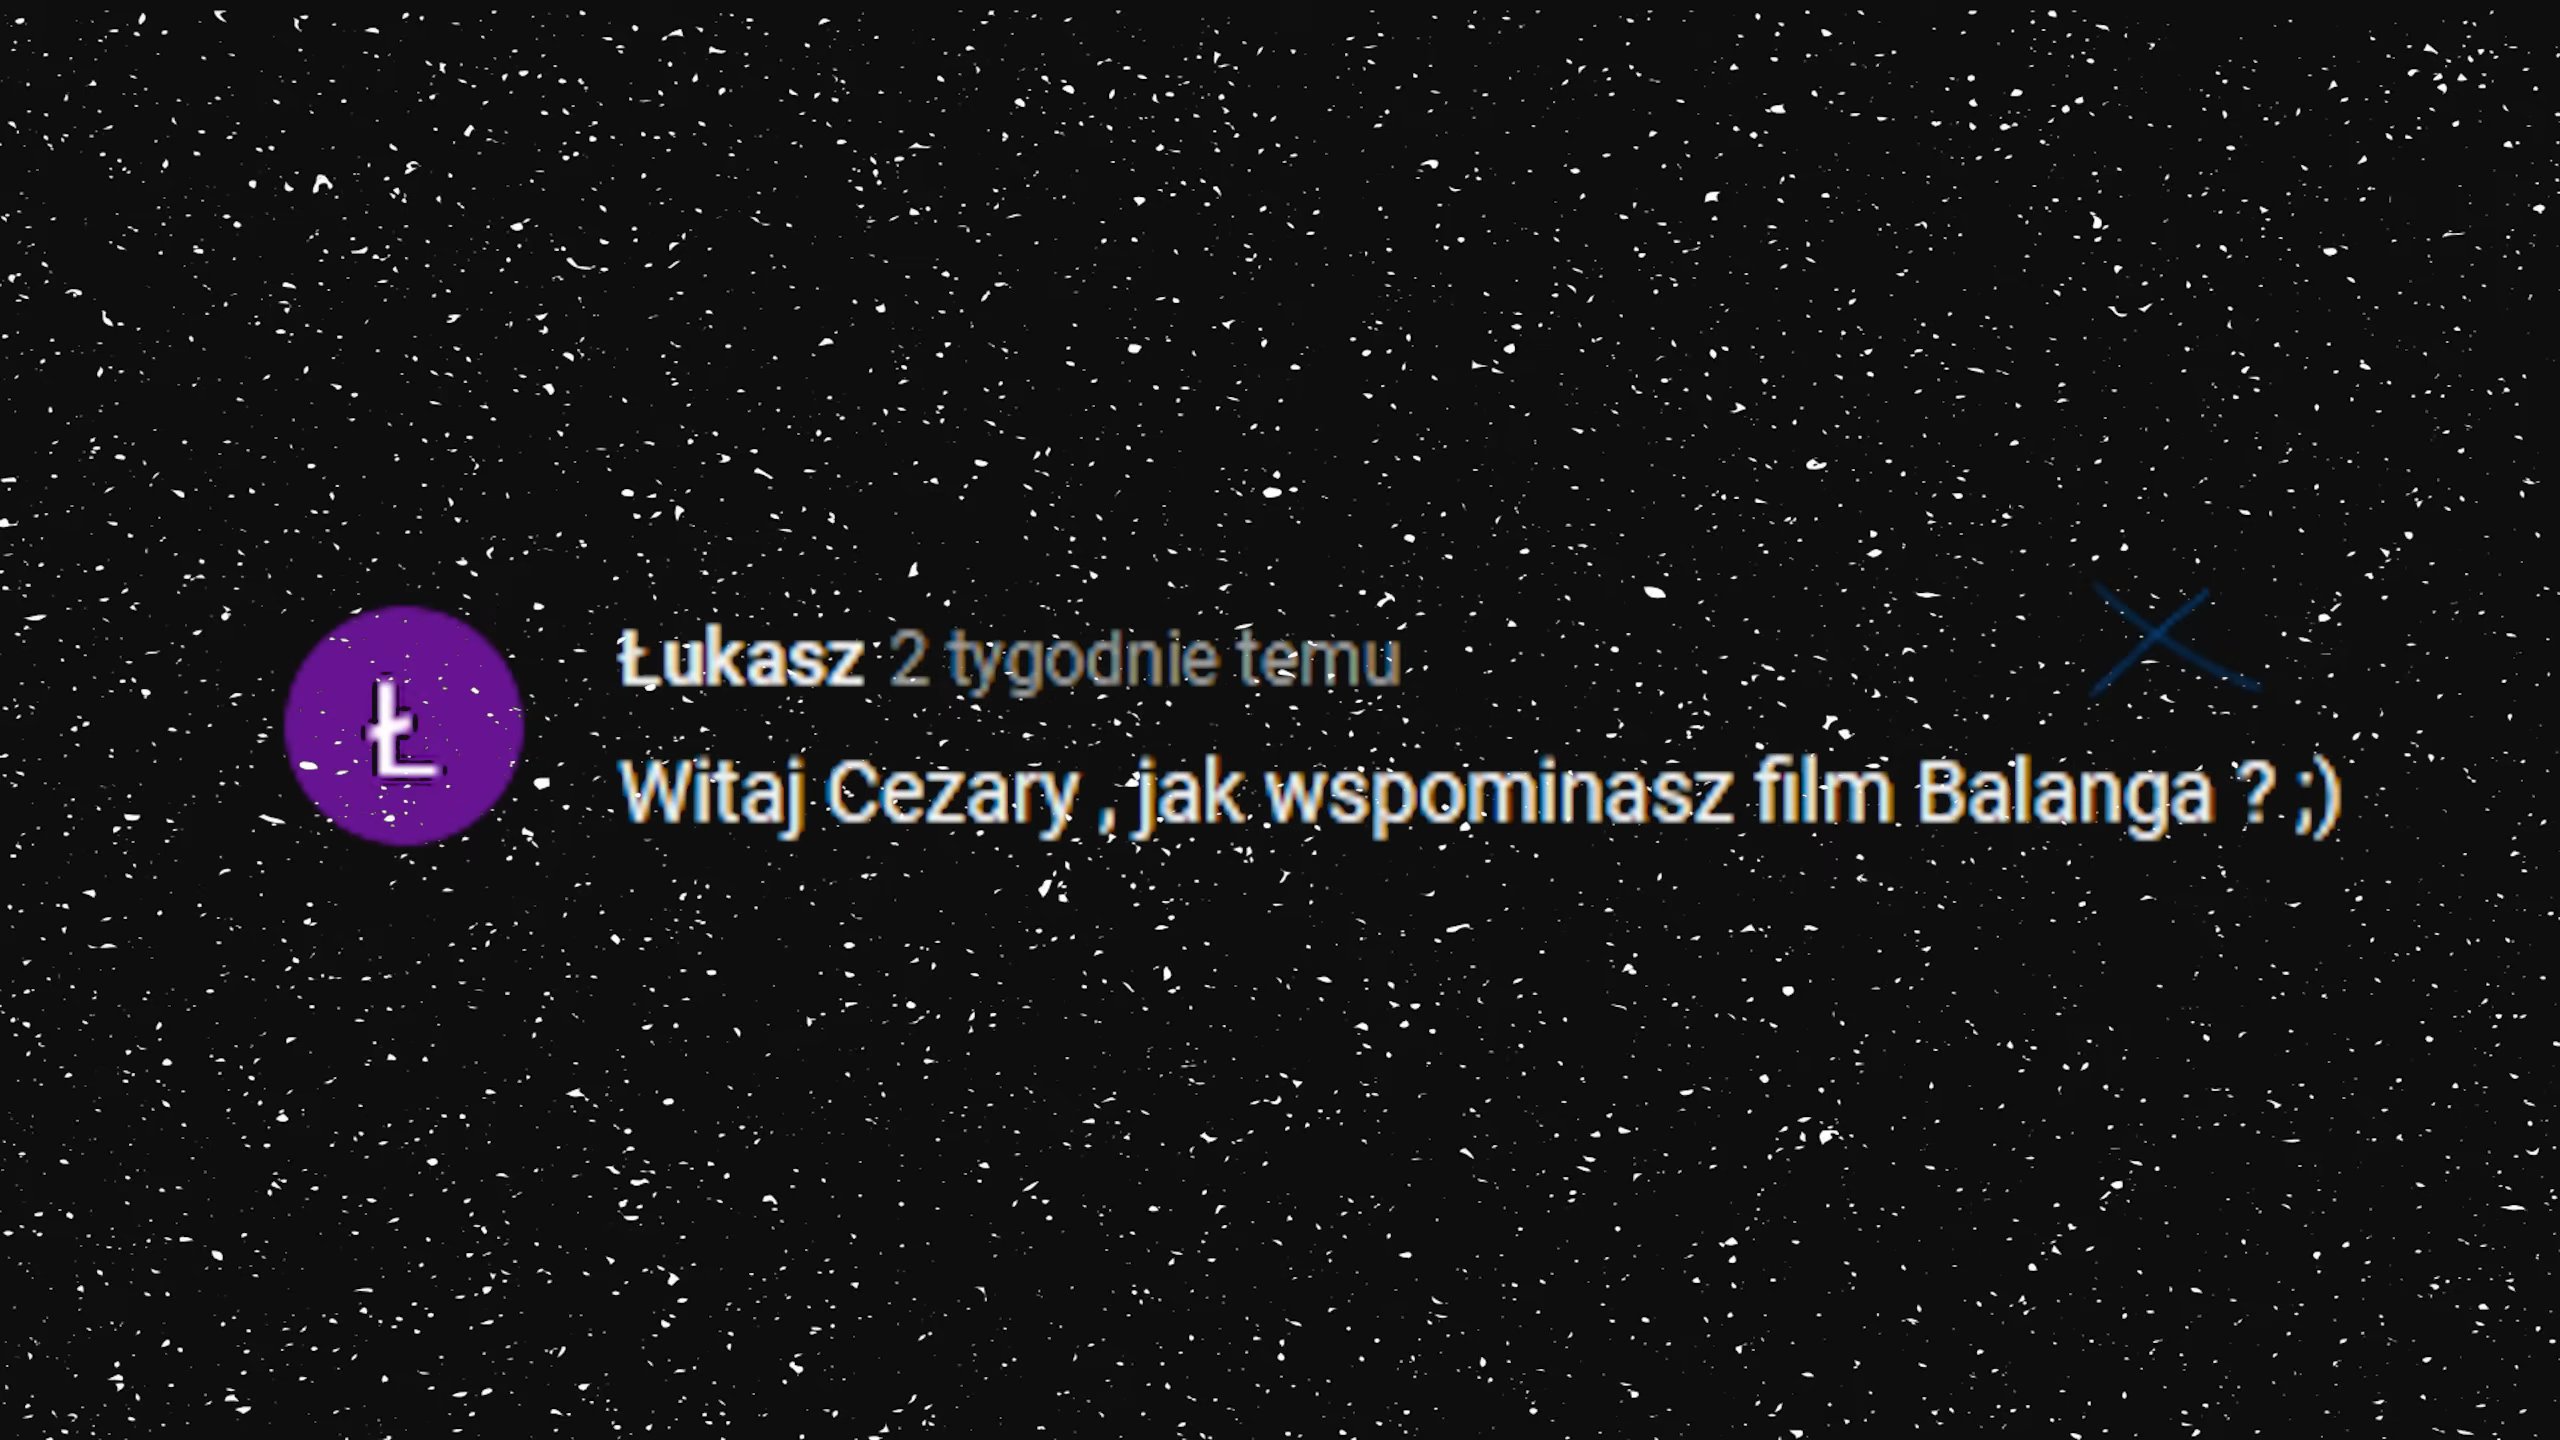 Ł
Łukasz 2 tygodnie temu
Witaj Cezary , jak wspominasz film Balanga ? ;)